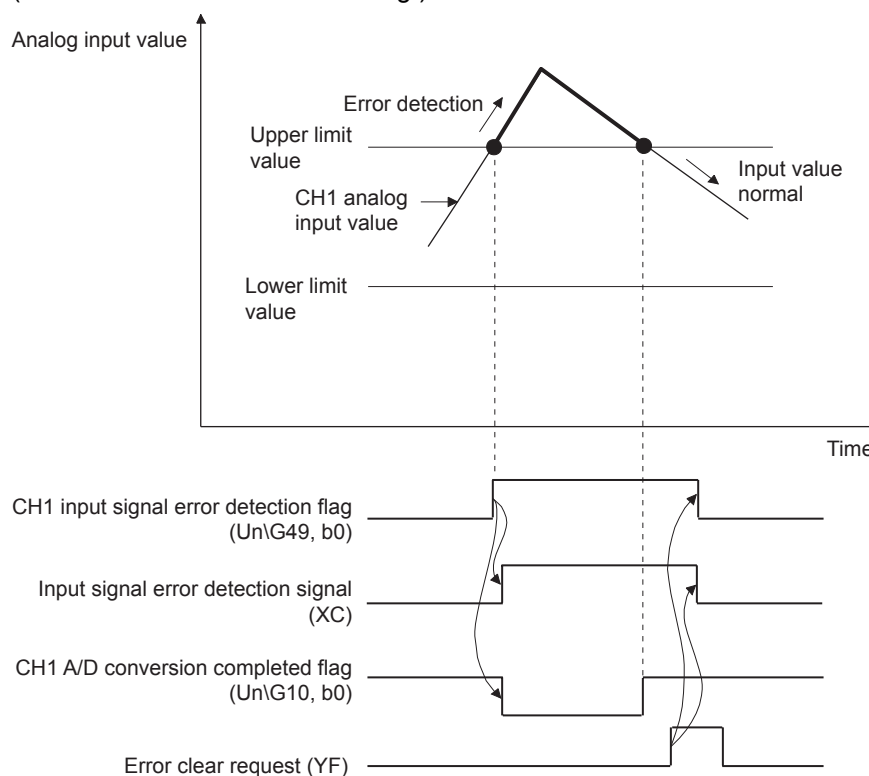 Analog input value
Error detection
Upper limit
value
Input value
normal
CH1 analog
input value
Lower limit
value
Time
CH1 input signal error detection flag
(Un\G49, b0)
Input signal error detection signal
(XC)
CH1 A/D conversion completed flag
(Un\G10, b0)
Error clear request (YF)